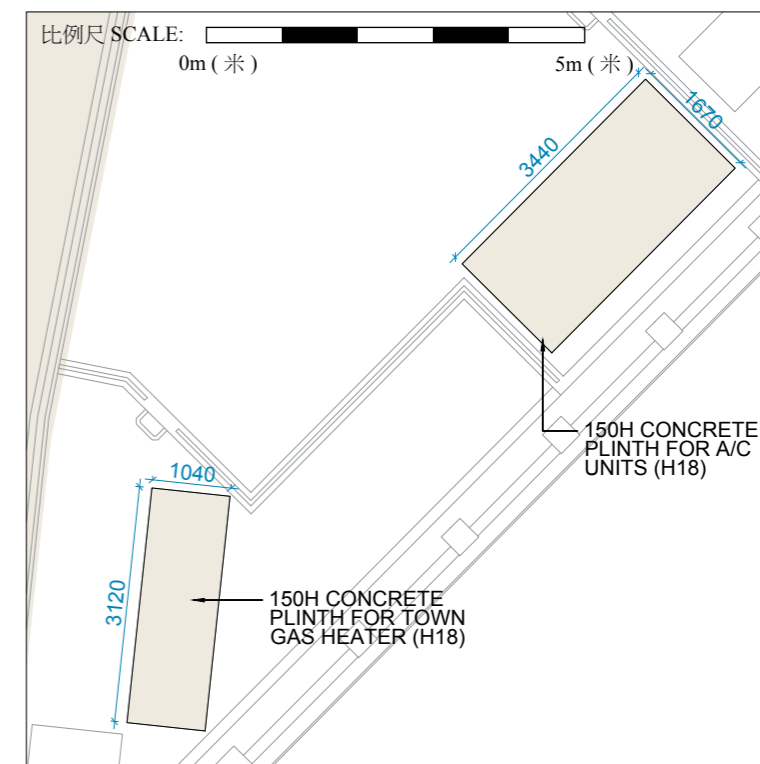 比例尺 SCALE:
0m ( 米 )
5m ( 米 )
1670
3440
150H CONCRETE
PLINTH FOR A/C
UNITS (H18)
1040
3120
150H CONCRETE
PLINTH FOR TOWN
GAS HEATER (H18)